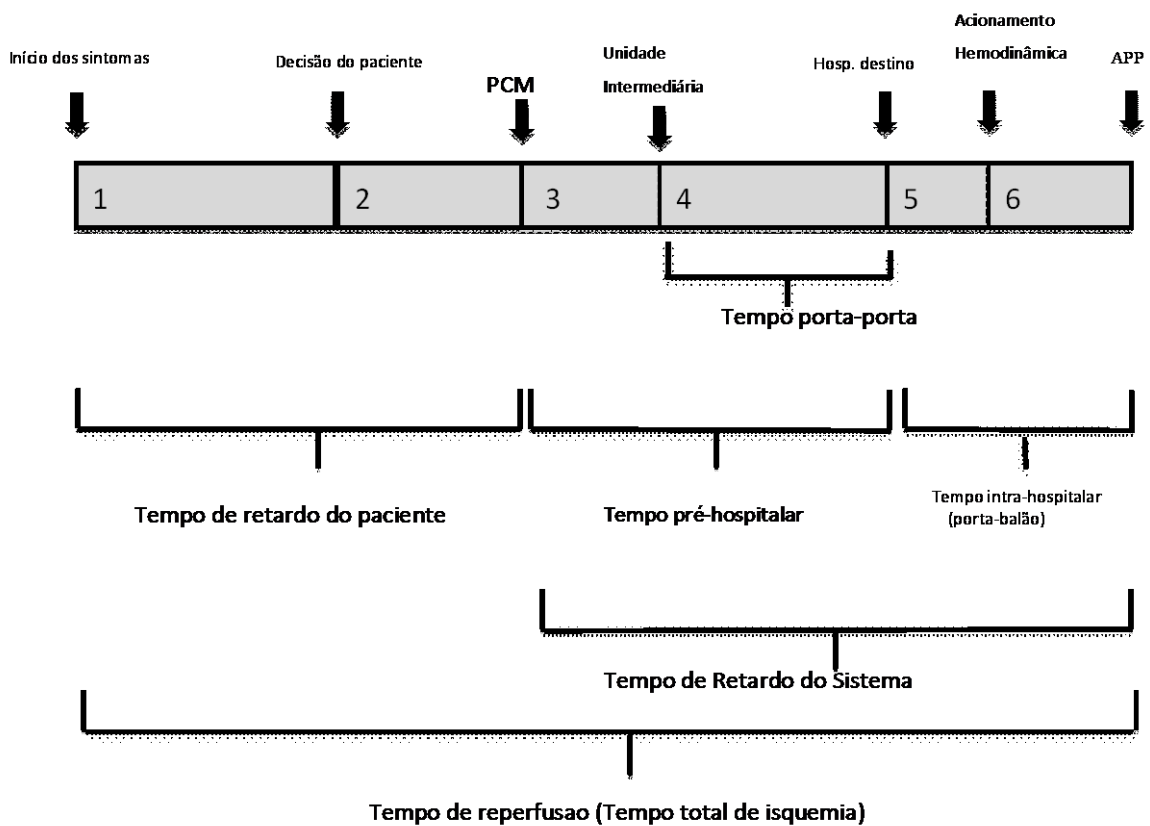 Início dos sintomas
Decisão do paciente
PCM
Unidade
Intermediária
Hosp. destino
Acionamento
Hemodinâmica
APP
1
2
3
4
5
6
Tempo porta-porta
Tempo de retardo do paciente
Tempo pré-hospitalar
Tempo intra-hospitalar
(porta-balão)
Tempo de Retardo do Sistema
Tempo de reperfusao (Tempo total de isquemia)